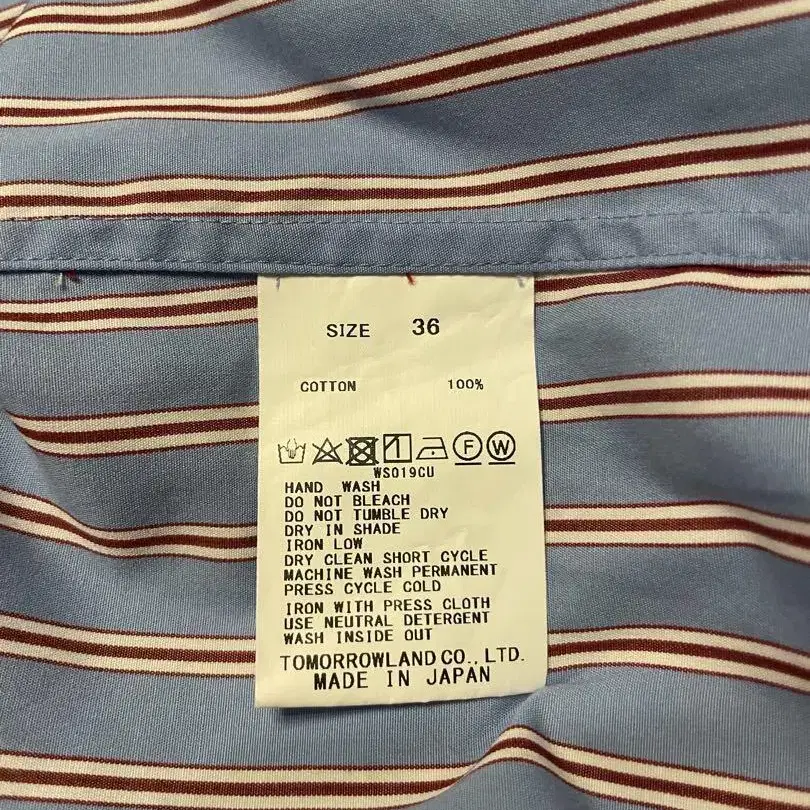 SIZE 36
COTTON 100%
F W
WS019CU
HAND WASH
DO NOT BLEACH
DO NOT TUMBLE DRY
DRY IN SHADE
IRON LOW
DRY CLEAN SHORT CYCLE
MACHINE WASH PERMANENT
PRESS CYCLE COLD
IRON WITH PRESS CLOTH
USE NEUTRAL DETERGENT
WASH INSIDE OUT
TOMORROWLAND CO., LTD.
MADE IN JAPAN